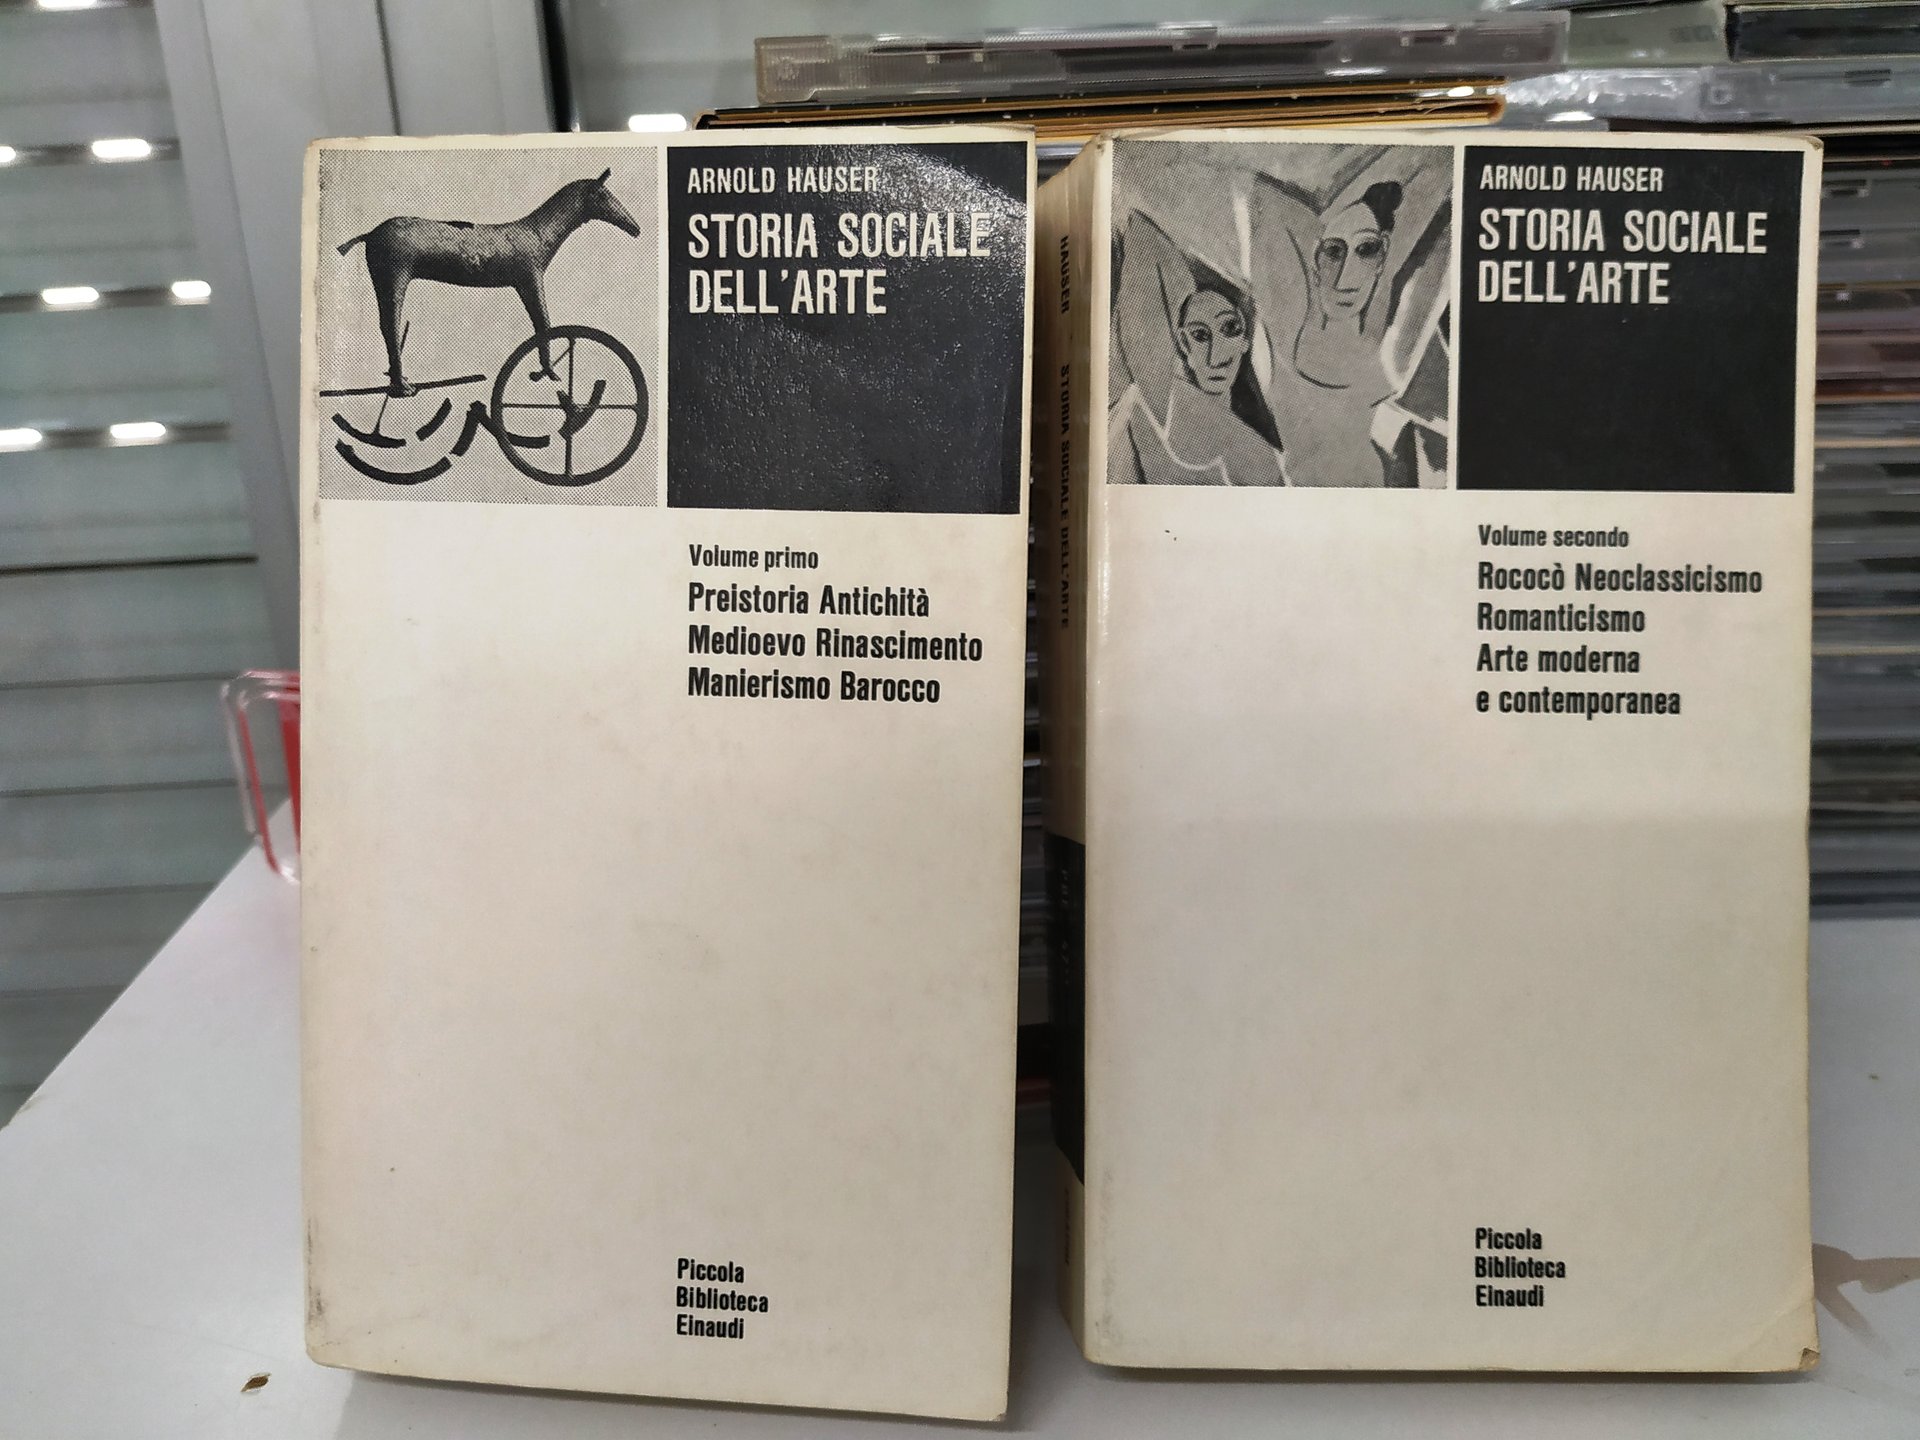 ARNOLD HAUSER
STORIA SOCIALE
DELL'ARTE
Volume primo
Preistoria Antichità
Medioevo Rinascimento
Manierismo Barocco
Piccola
Biblioteca
Einaudi
HAUSER STORIA SOCIALE DELL'ARTE
ARNOLD HAUSER
STORIA SOCIALE
DELL'ARTE
Volume secondo
Rococò Neoclassicismo
Romanticismo
Arte moderna
e contemporanea
Piccola
Biblioteca
Einaudi